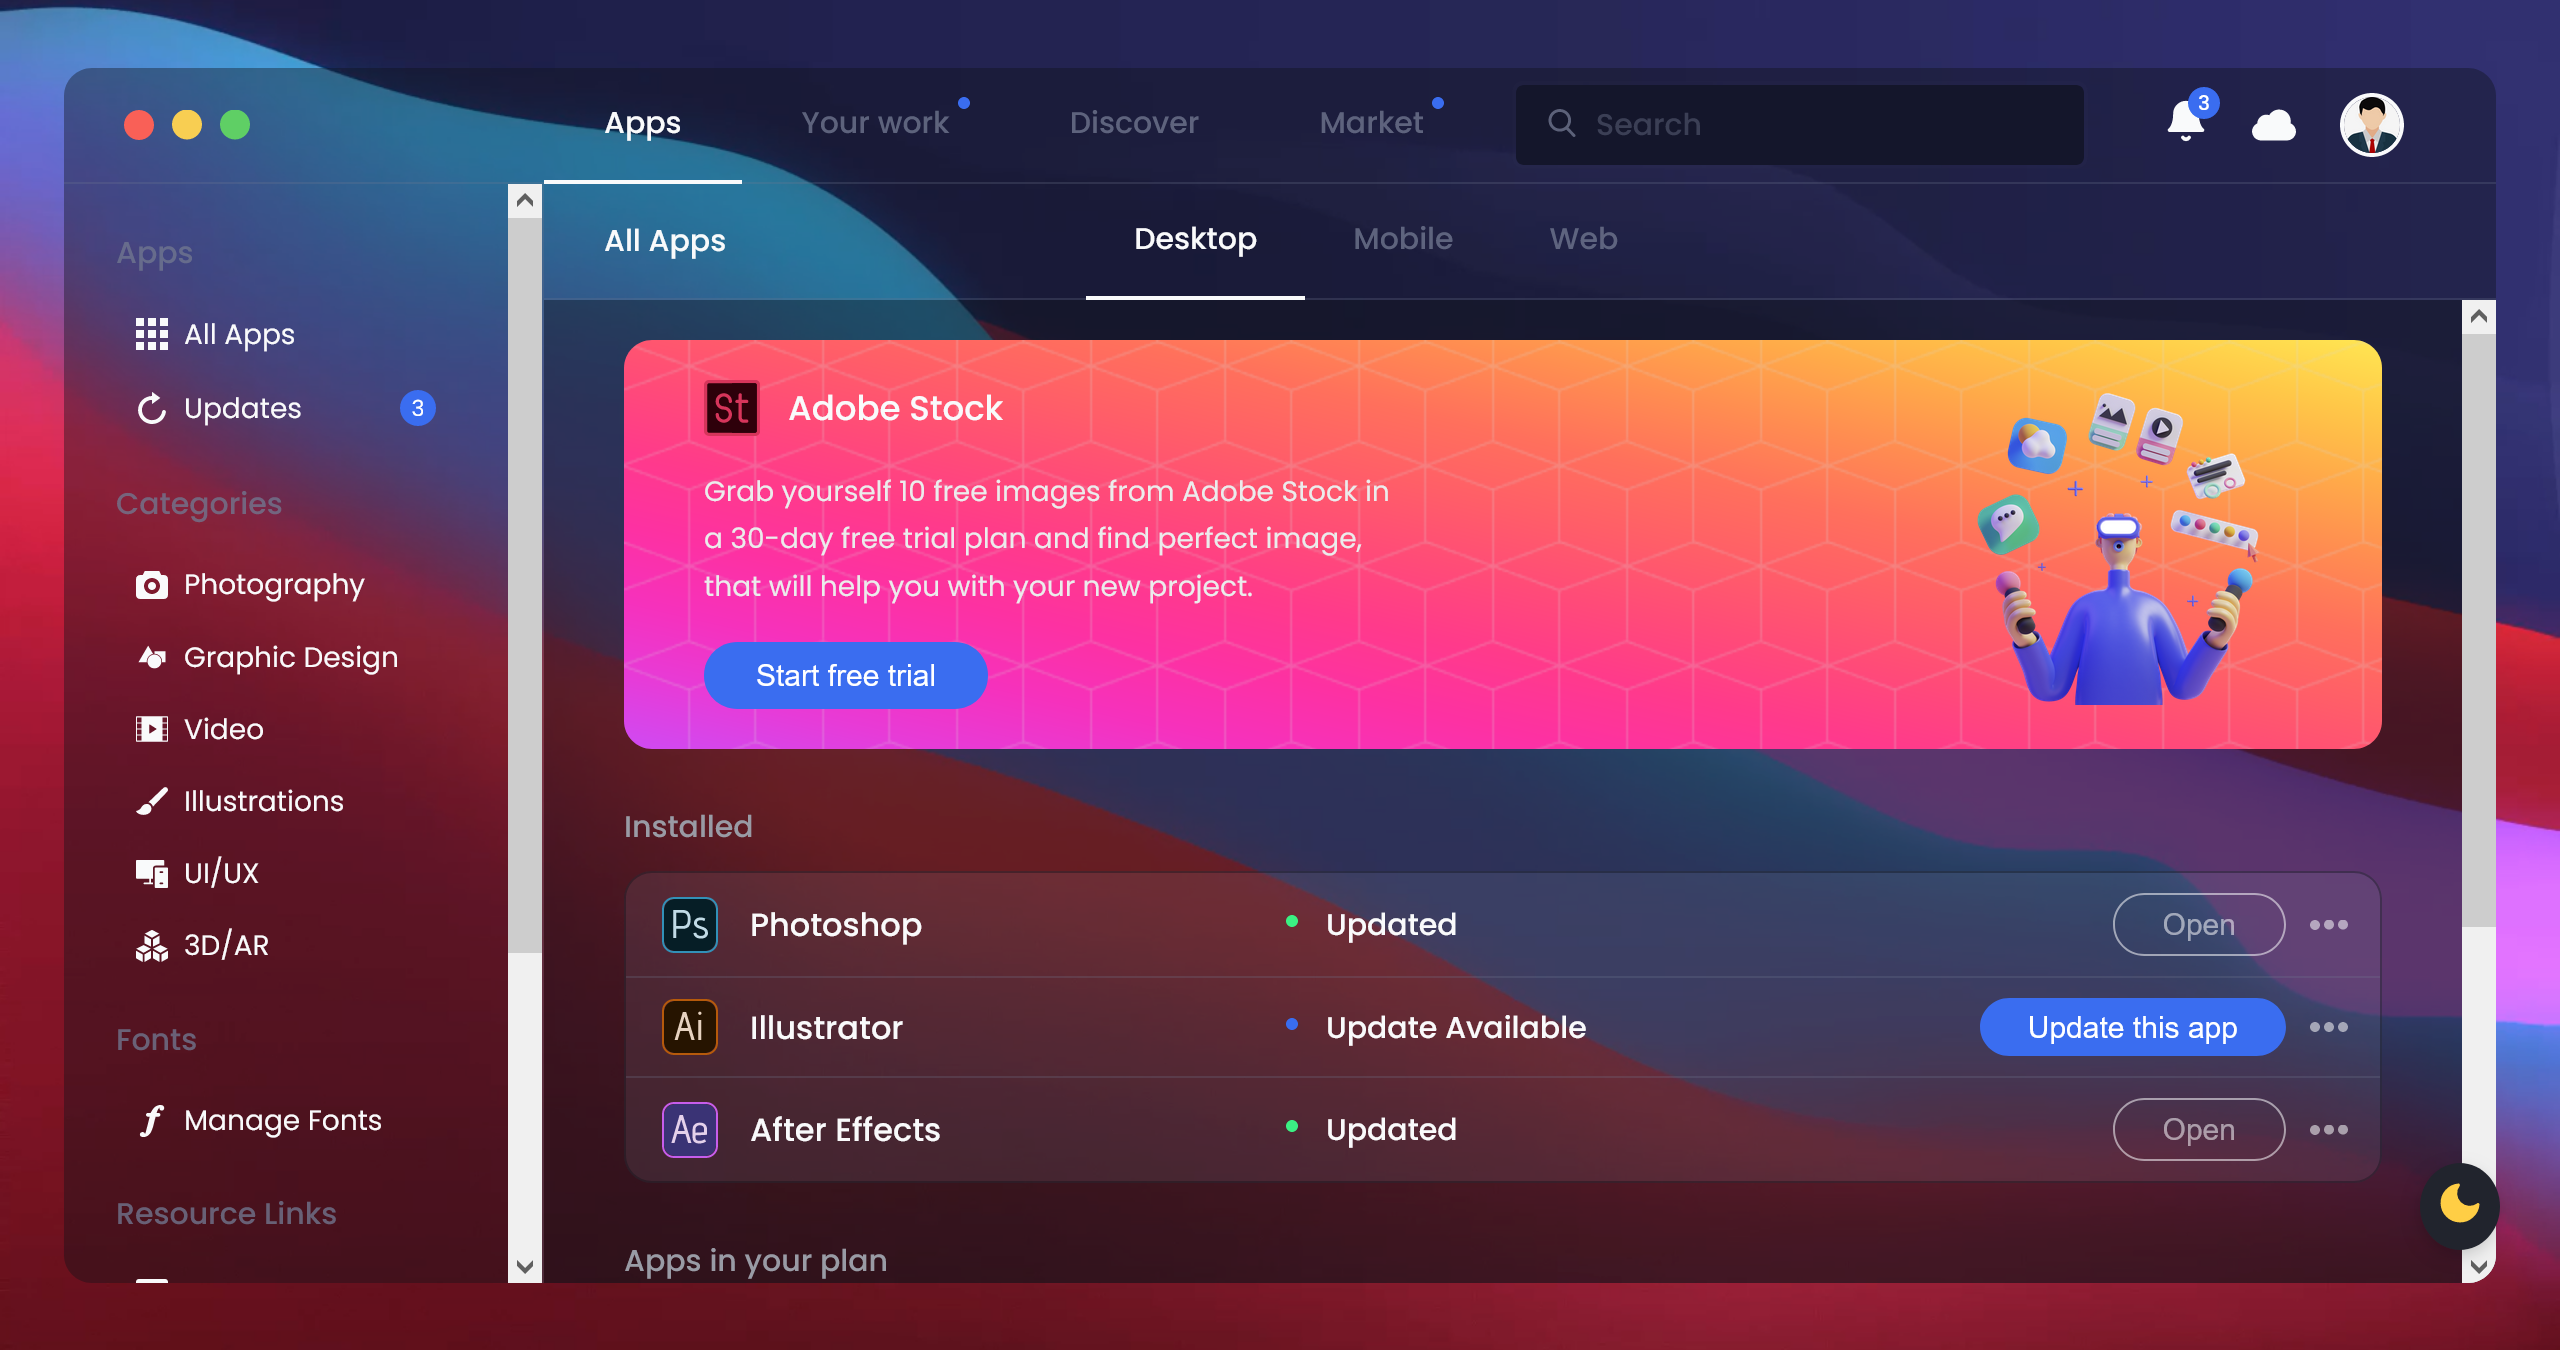 Apps
Your work
Discover
Market
Search
3
Apps
All Apps
Updates
3
Categories
Photography
Graphic Design
Video
Illustrations
UI/UX
3D/AR
Fonts
Manage Fonts
Resource Links
All Apps
Desktop
Mobile
Web
St
Adobe Stock
Grab yourself 10 free images from Adobe Stock in
a 30-day free trial plan and find perfect image,
that will help you with your new project.
Start free trial
Installed
Ps Photoshop Updated Open
Ai Illustrator Update Available Update this app
Ae After Effects Updated Open
Apps in your plan